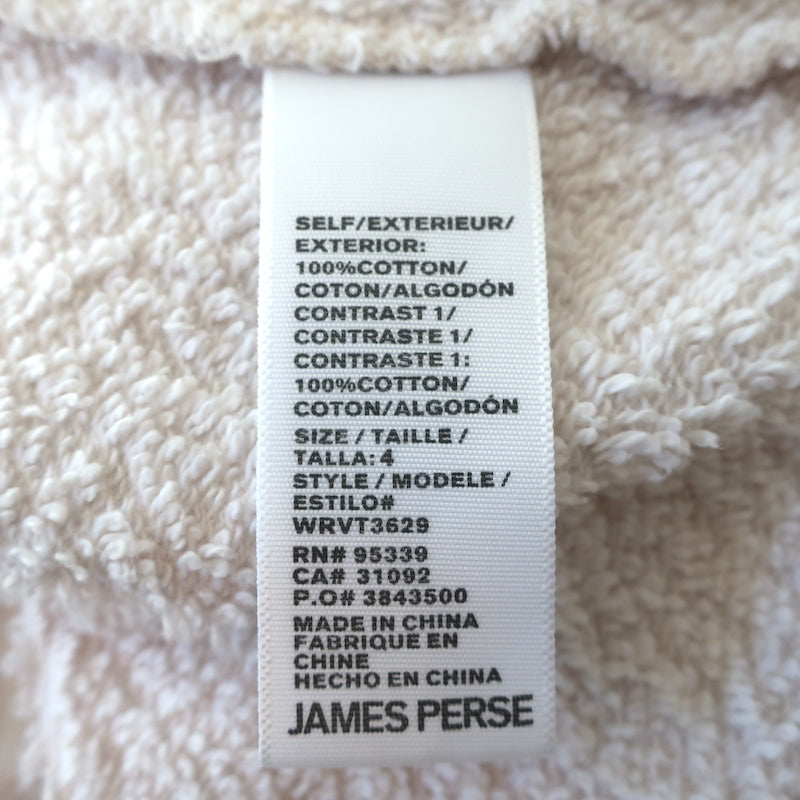 SELF/EXTERIEUR/
EXTERIOR:
100%COTTON/
COTON/ALGODÓN
CONTRAST 1/
CONTRASTE 1/
CONTRASTE 1:
100%COTTON/
COTON/ALGODÓN
SIZE / TAILLE /
TALLA: 4
STYLE / MODELE /
ESTILO#
WRVT3629
RN# 95339
CA# 31092
P.O# 3843500
MADE IN CHINA
FABRIQUE EN
CHINE
HECHO EN CHINA
JAMES PERSE